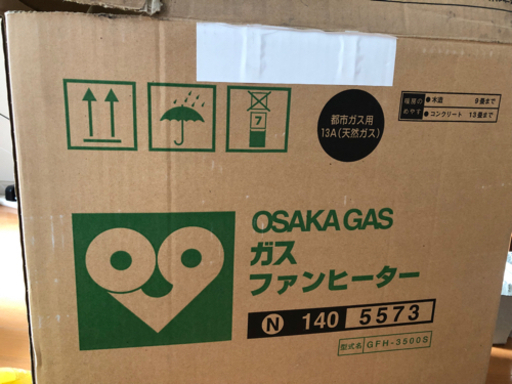 7
都市ガス用
13A(天然ガス)
暖房の
めやす
●木造 9畳まで
●コンクリート 13畳まで
OSAKA GAS
ガス
ファンヒーター
N 140 5573
型式名 GFH-3500S